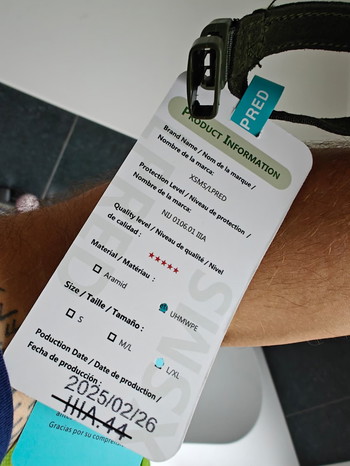 PRED
PRODUCT INFORMATION
Brand Name / Nom de la marque /
Nombre de la marca:
XSMS/LPRED
Protection Level / Niveau de protection /
Nombre de la marca:
NIJ 0106.01 IIIA
Quality level / Niveau de qualité / Nivel
de calidad :
★★★★★
Material / Matériau :
Aramid
UHMWPE
Size / Taille / Tamaño :
S
M/L
L/XL
Poduction Date / Date de production /
Fecha de producción:
2025/02/26
IIIA.44
Gracias por su